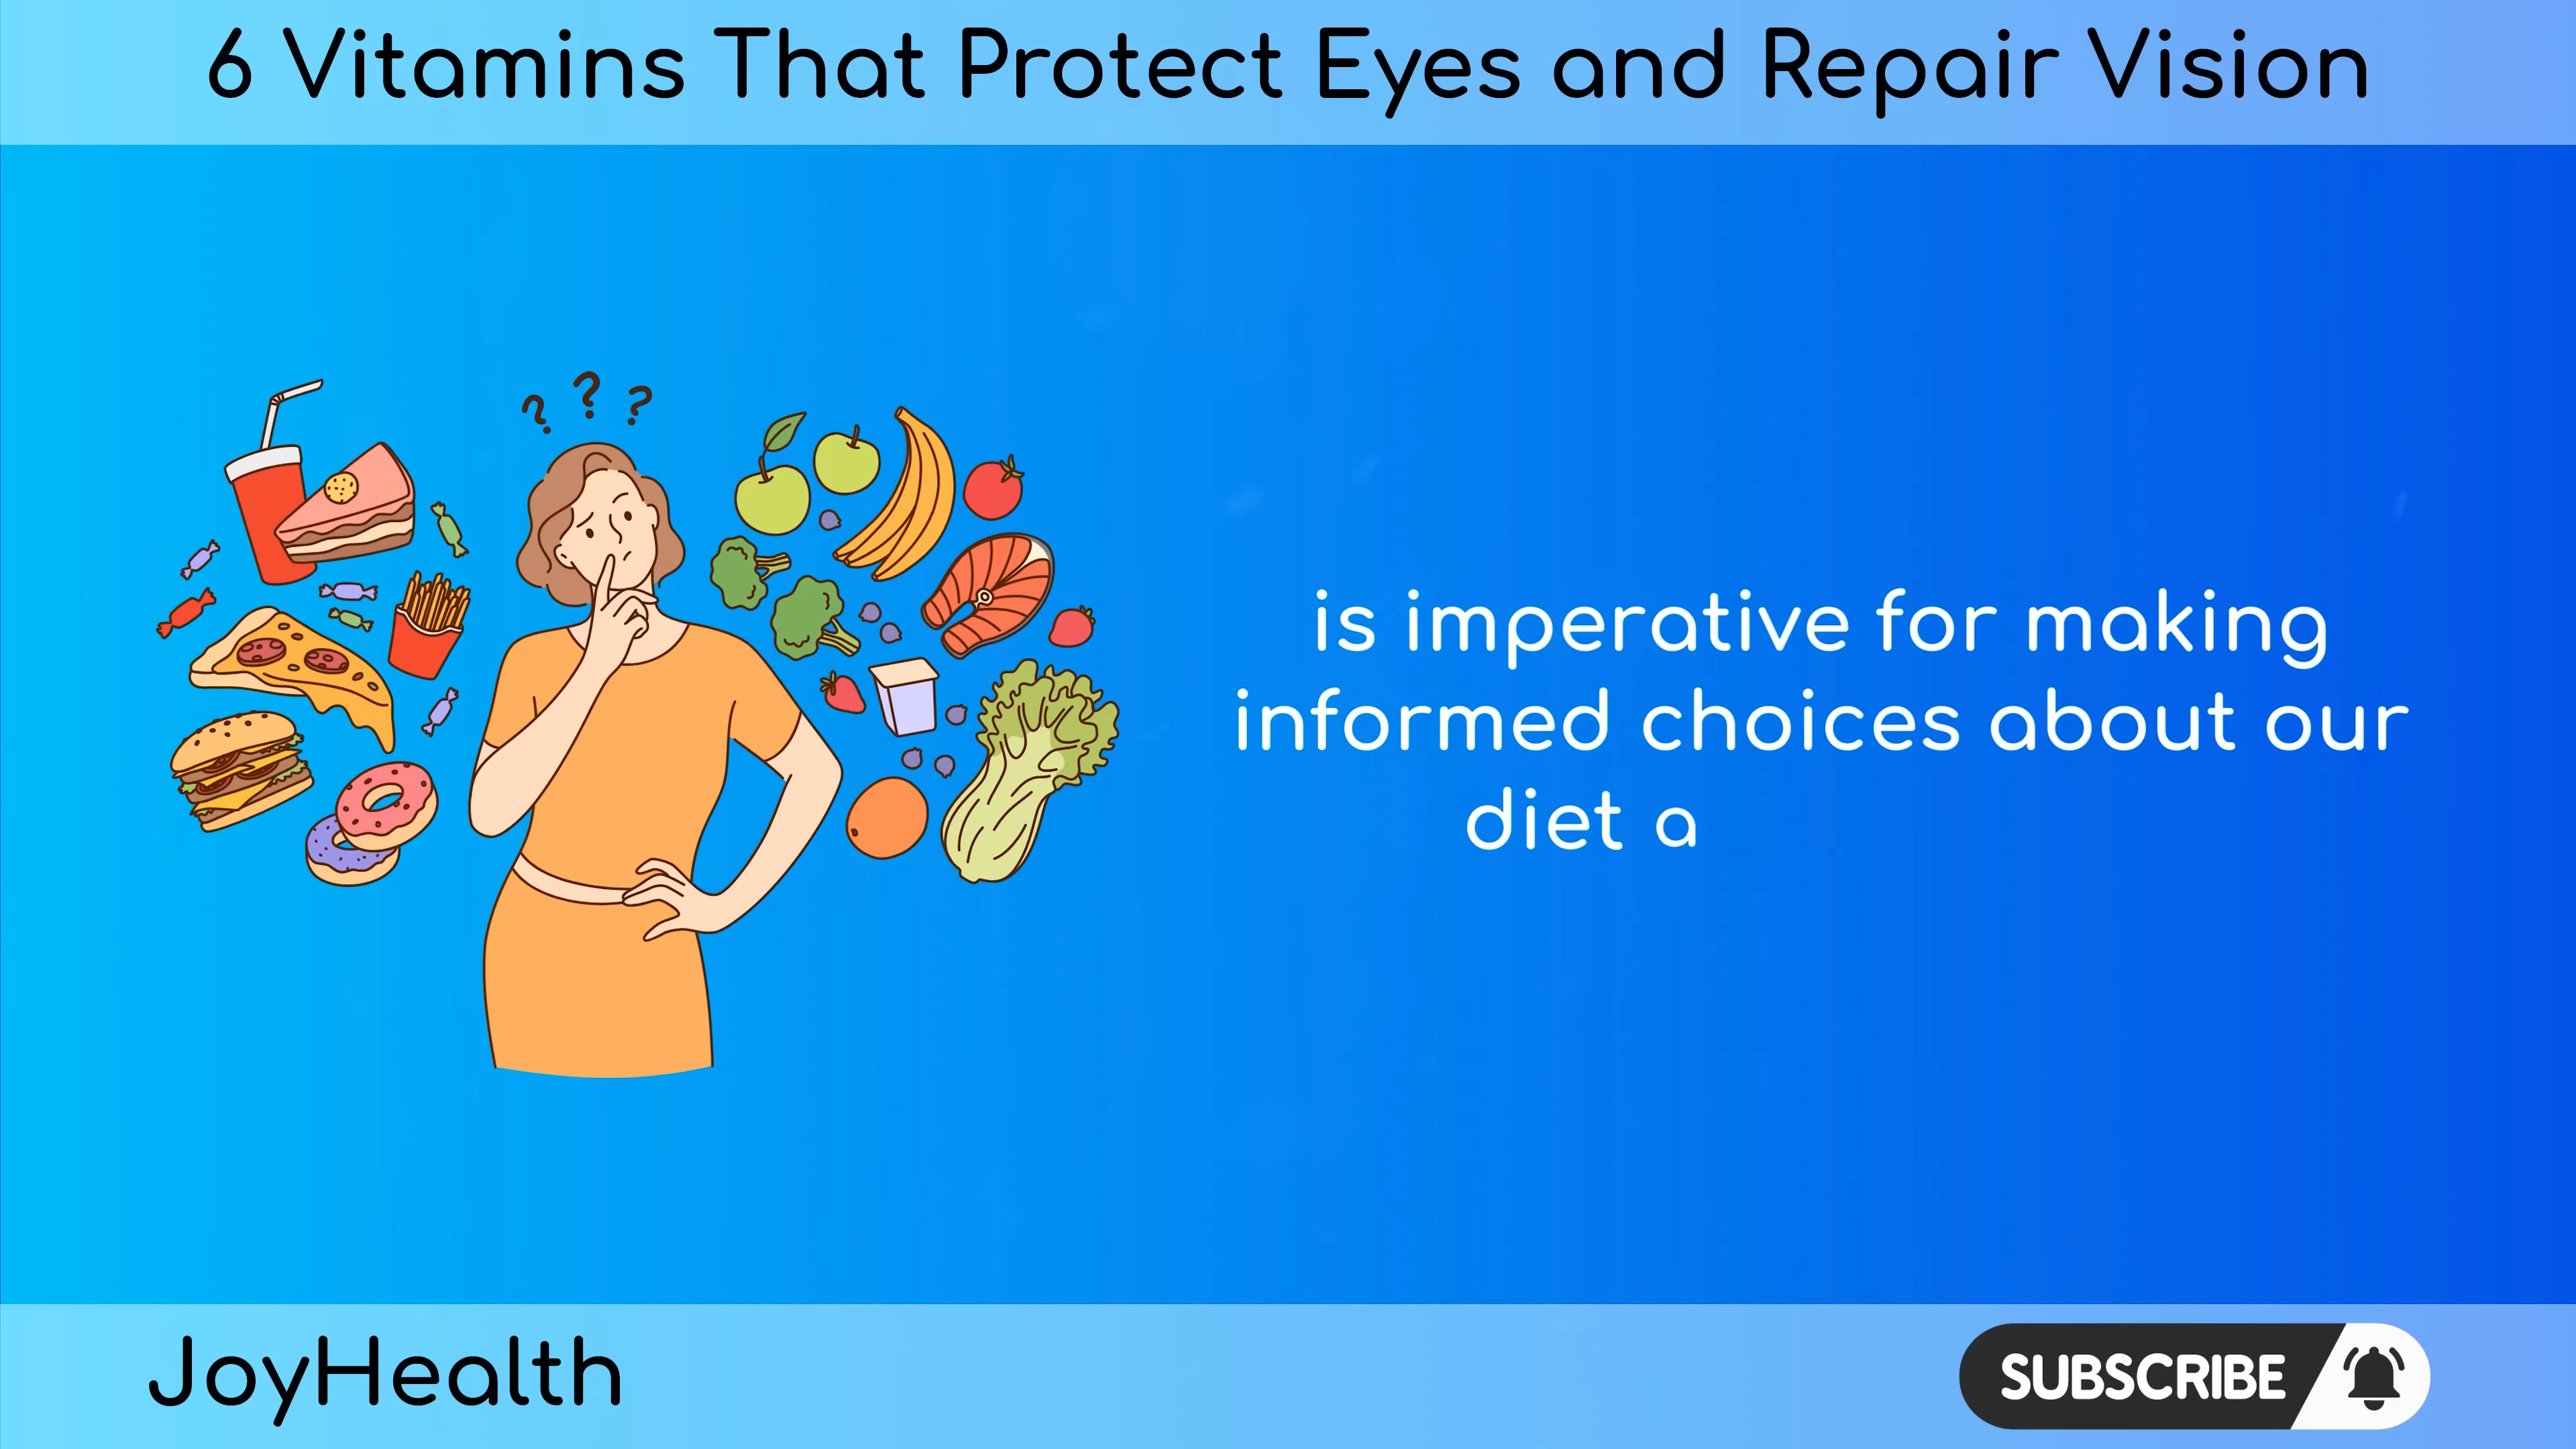 6 Vitamins That Protect Eyes and Repair Vision
? ? ?
is imperative for making
informed choices about our
diet a
JoyHealth
SUBSCRIBE